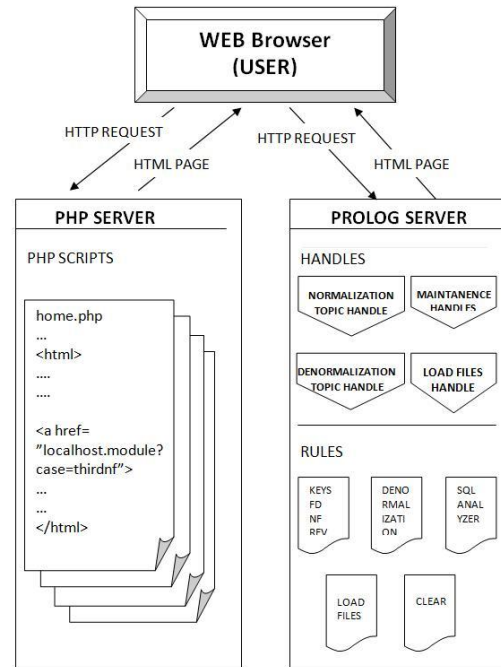 WEB Browser
(USER)
HTTP REQUEST
HTML PAGE
HTTP REQUEST
HTML PAGE
PHP SERVER
PHP SCRIPTS
home.php
...
<html>
....
....
<a href=
"localhost.module?
case=thirdnf">
...
...
</html>
PROLOG SERVER
HANDLES
NORMALIZATION
TOPIC HANDLE
MAINTANENCE
HANDLES
DENORMALIZATION
TOPIC HANDLE
LOAD FILES
HANDLE
RULES
KEYS
FD
NF
REV
DENO
RMAL
IZATI
ON
SQL
ANAL
YZER
LOAD
FILES
CLEAR